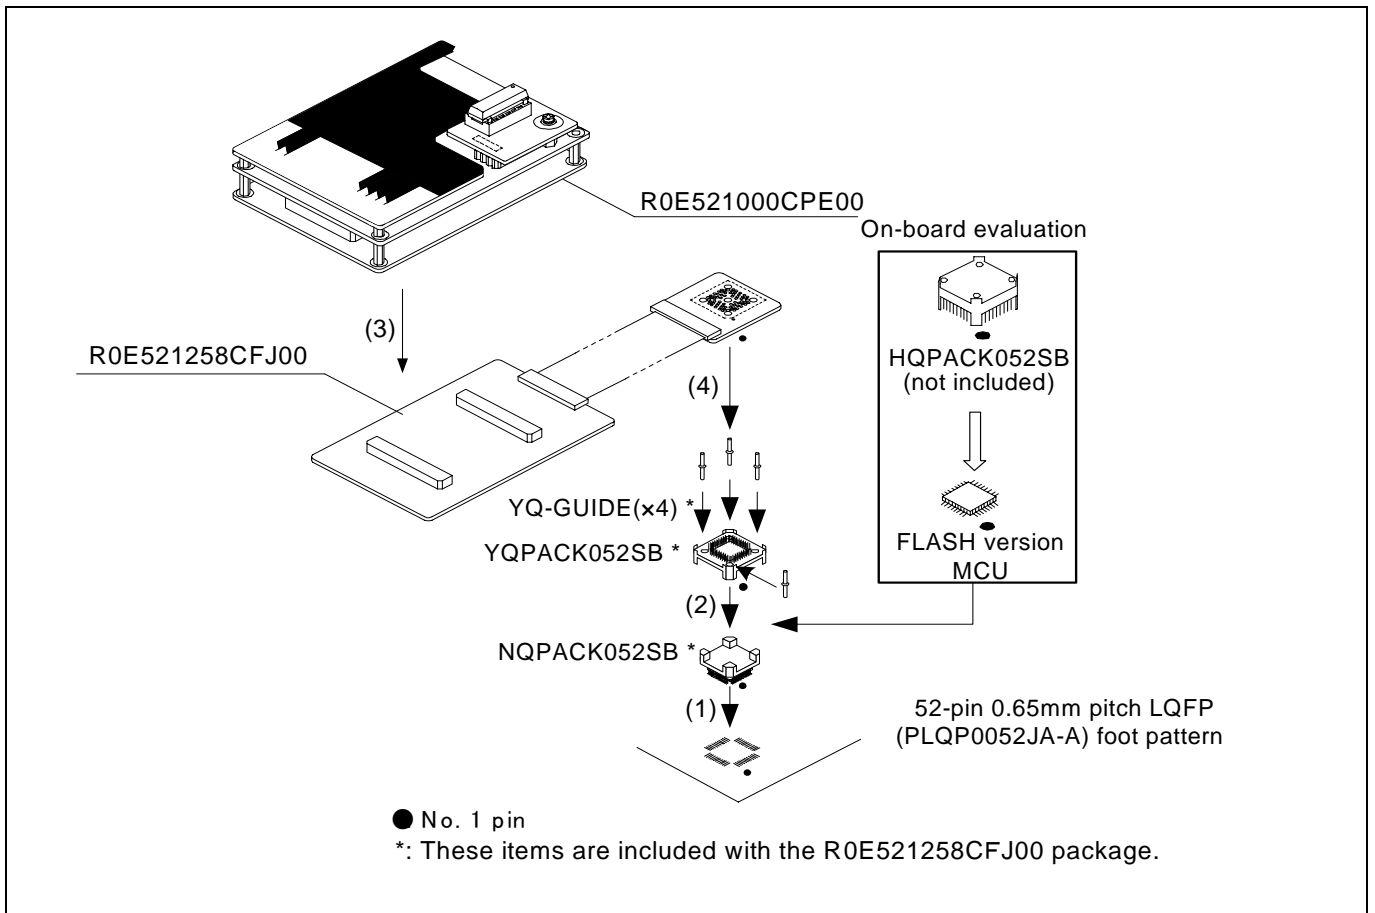 R0E521000CPE00
On-board evaluation
(3)
R0E521258CFJ00
HQPACK052SB
(not included)
(4)
YQ-GUIDE(×4) *
FLASH version
MCU
YQPACK052SB *
(2)
NQPACK052SB *
(1)
52-pin 0.65mm pitch LQFP
(PLQP0052JA-A) foot pattern
● No. 1 pin
*: These items are included with the R0E521258CFJ00 package.